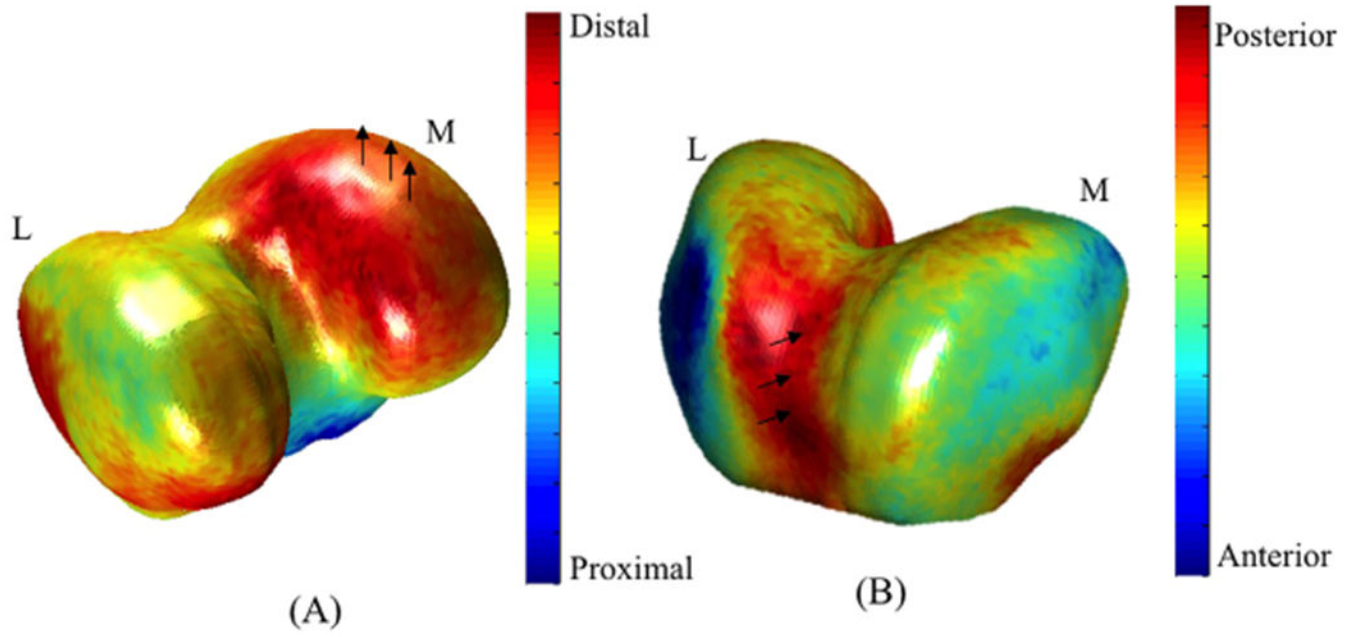 Distal
Posterior
M
L
L
M
Proximal
Anterior
(A)
(B)